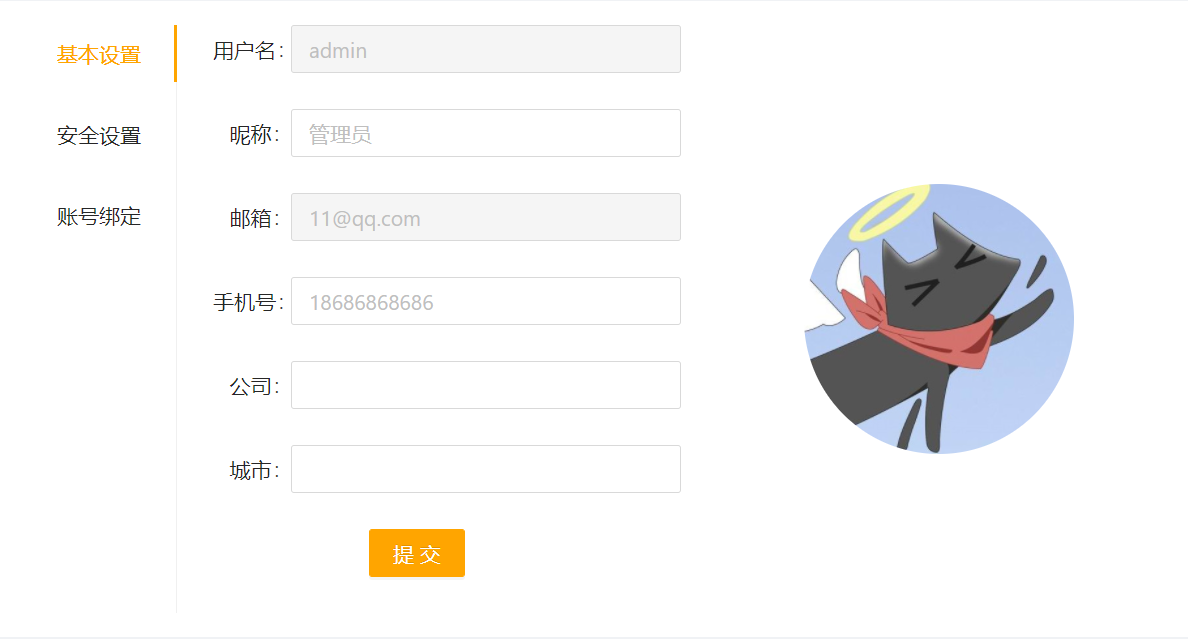 基本设置
安全设置
账号绑定
用户名: admin
昵称: 管理员
邮箱: 11@qq.com
手机号: 18686868686
公司:
城市:
提 交